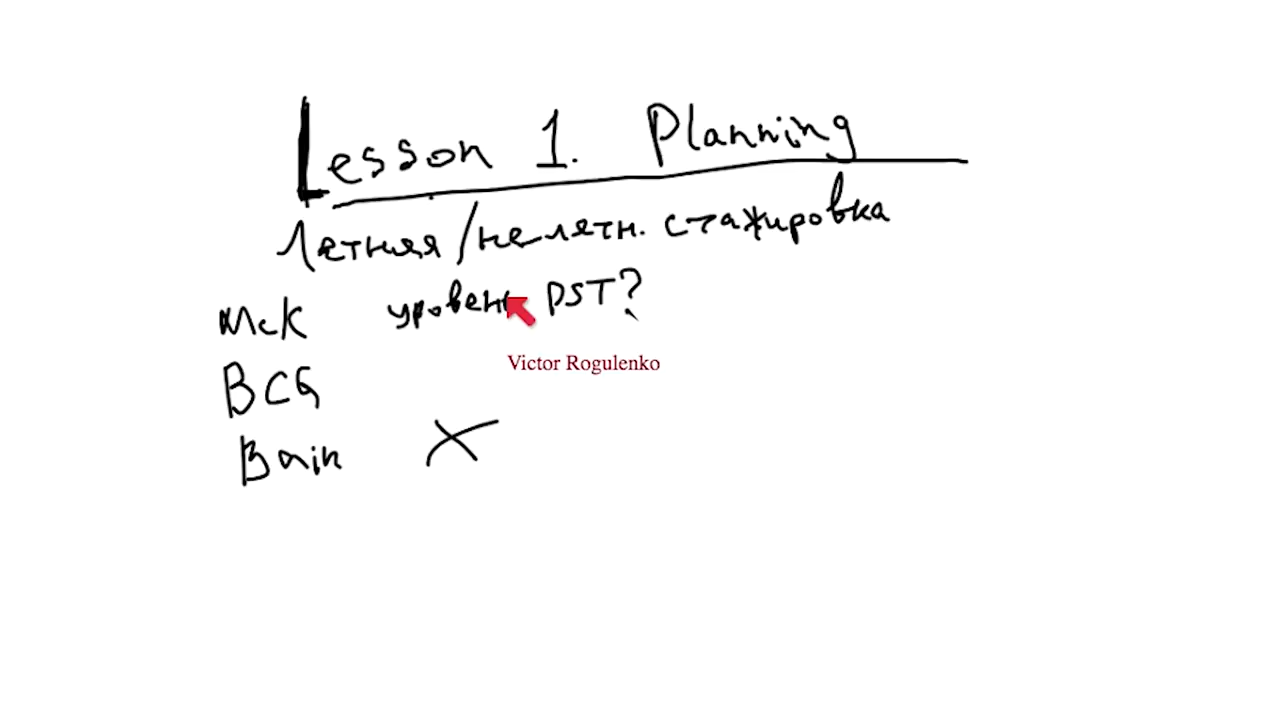 Lesson 1. Planning
Летняя/нелетн. стажировка
McK уровень PST?
Victor Rogulenko
BCG
Bain X